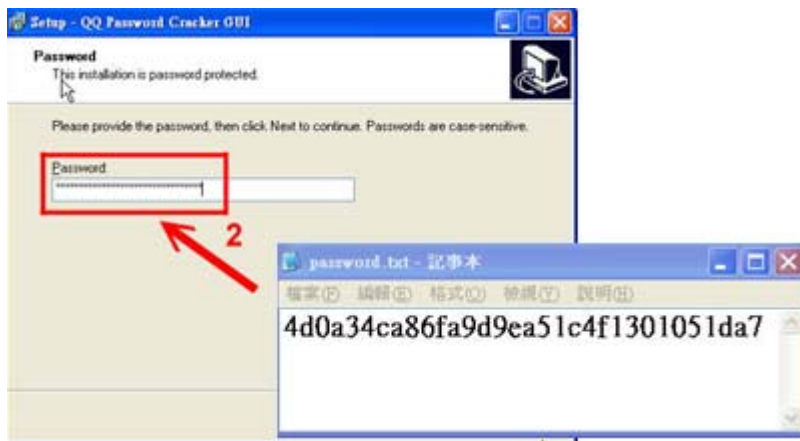 Setup - QQ Password Cracker GUI
Password
This installation is password protected.
Please provide the password, then click Next to continue. Passwords are case-sensitive.
Password
2
password.txt - 記事本
檔案(F) 編輯(E) 格式(O) 檢視(V) 說明(H)
4d0a34ca86fa9d9ea51c4f1301051da7